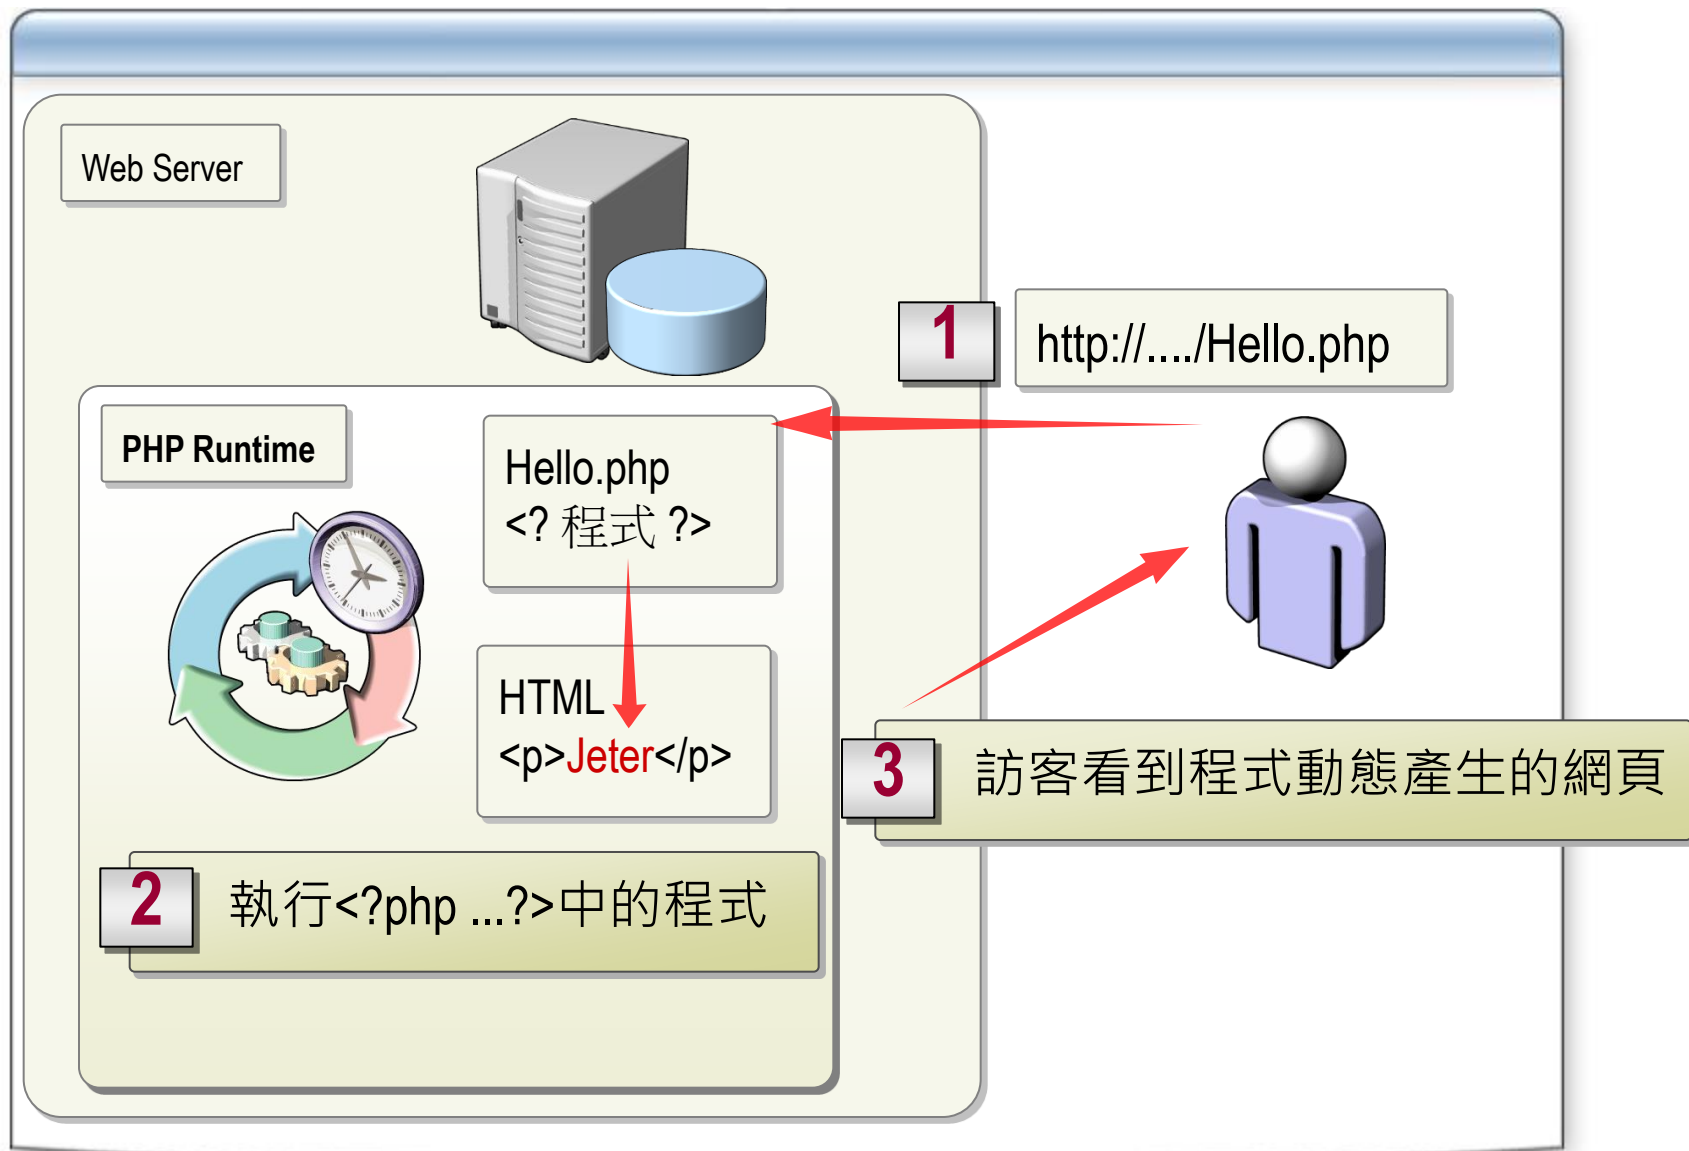 Web Server
1
http://..../Hello.php
PHP Runtime
Hello.php
<? 程式 ?>
HTML
<p>Jeter</p>
3
訪客看到程式動態產生的網頁
2
執行<?php ...?>中的程式